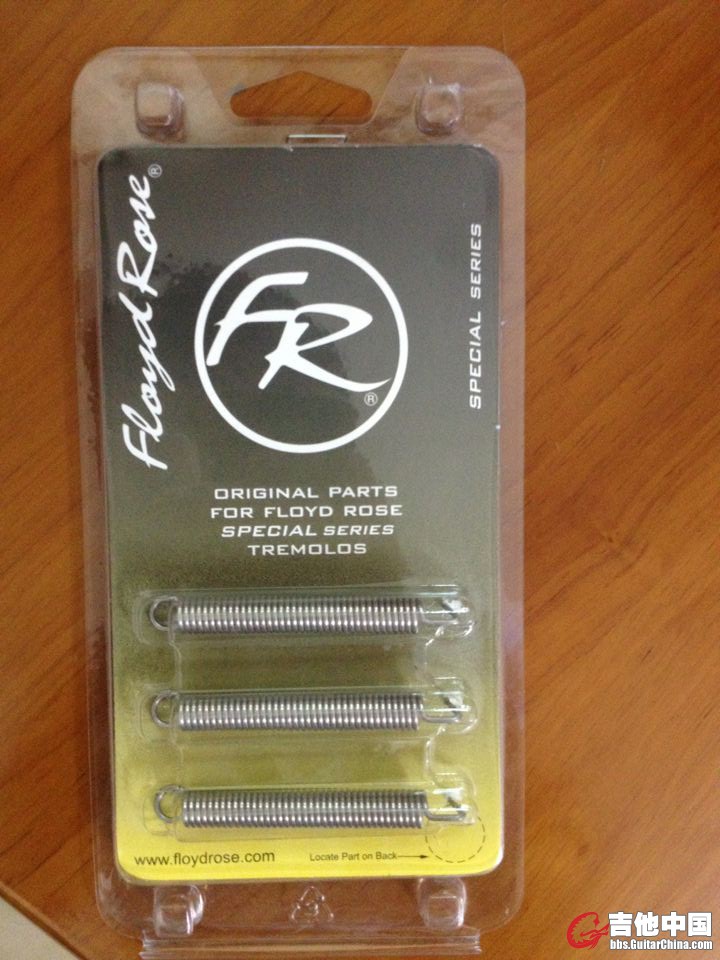 Floyd Rose®
FR®
SPECIAL SERIES
ORIGINAL PARTS
FOR FLOYD ROSE
SPECIAL SERIES
TREMOLOS
www.floydrose.com
Locate Part on Back
吉他中国
bbs.GuitarChina.com